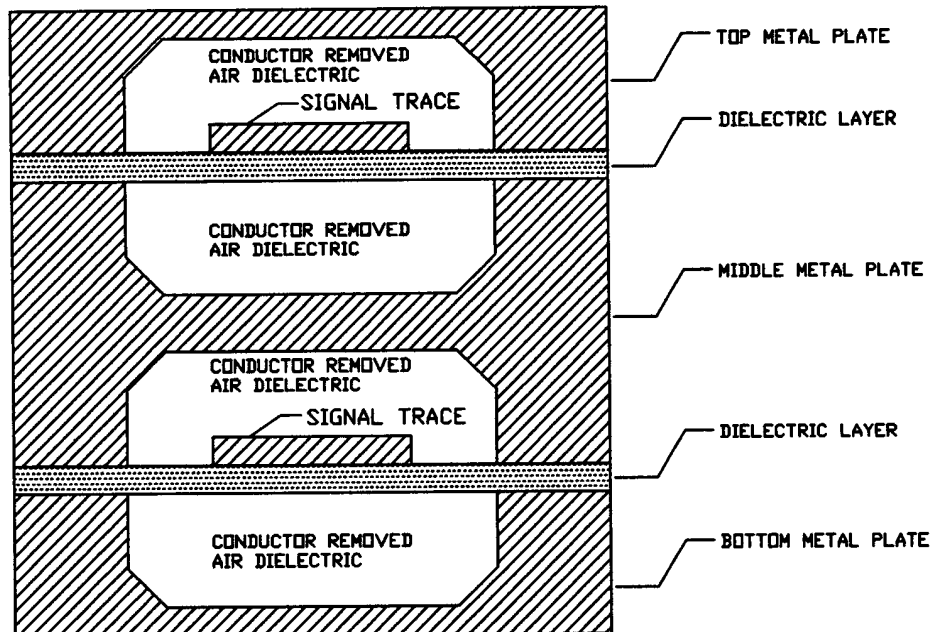 CONDUCTOR REMOVED
AIR DIELECTRIC
SIGNAL TRACE
TOP METAL PLATE
DIELECTRIC LAYER
CONDUCTOR REMOVED
AIR DIELECTRIC
MIDDLE METAL PLATE
CONDUCTOR REMOVED
AIR DIELECTRIC
SIGNAL TRACE
DIELECTRIC LAYER
CONDUCTOR REMOVED
AIR DIELECTRIC
BOTTOM METAL PLATE